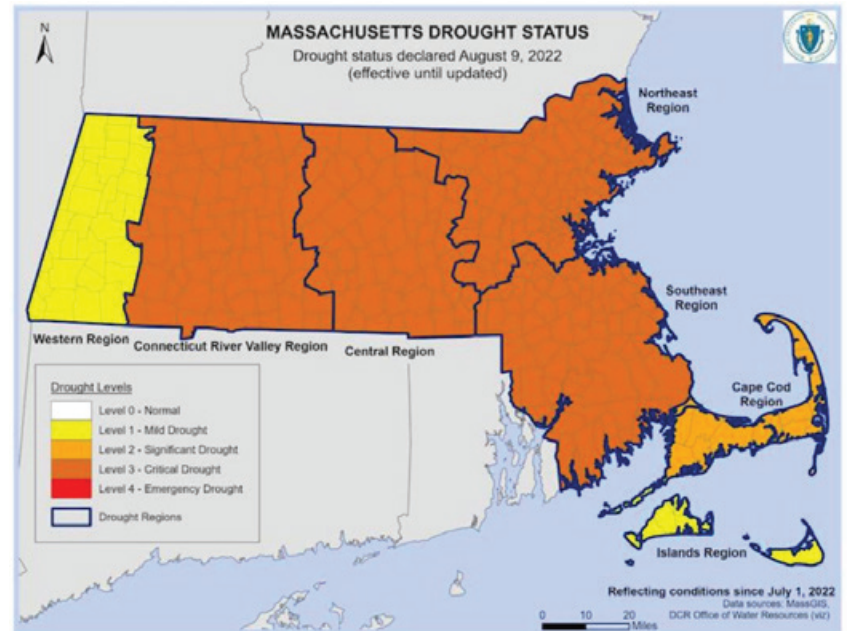 N
MASSACHUSETTS DROUGHT STATUS
Drought status declared August 9, 2022
(effective until updated)
Northeast
Region
Southeast
Region
Cape Cod
Region
Western Region
Connecticut River Valley Region
Central Region
Islands Region
Drought Levels
Level 0 - Normal
Level 1 - Mild Drought
Level 2 - Significant Drought
Level 3 - Critical Drought
Level 4 - Emergency Drought
Drought Regions
Reflecting conditions since July 1, 2022
Data sources: MassGIS,
DCR Office of Water Resources (viz)
0 10 20
Miles